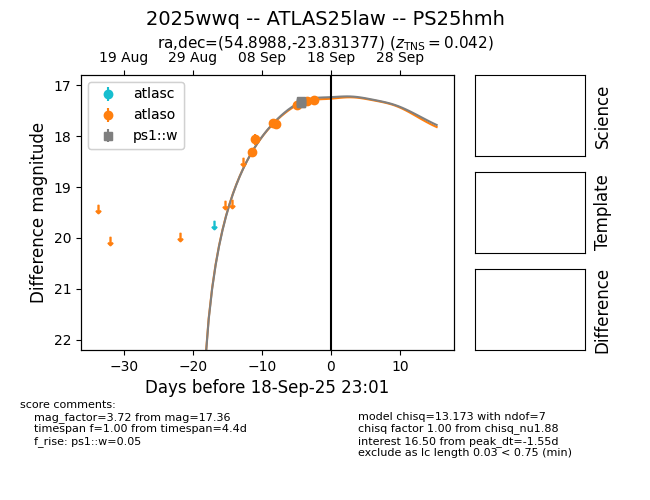 2025wwq -- ATLAS25law -- PS25hmh
ra,dec=(54.8988,-23.831377) (z_TNS = 0.042)
19 Aug 29 Aug 08 Sep 18 Sep 28 Sep
atlasc
atlaso
ps1::w
17
18
19
20
21
22
Difference magnitude
−30 −20 −10 0 10
Days before 18-Sep-25 23:01
Science
Template
Difference
score comments:
mag_factor=3.72 from mag=17.36
timespan f=1.00 from timespan=4.4d
f_rise: ps1::w=0.05
model chisq=13.173 with ndof=7
chisq factor 1.00 from chisq_nu1.88
interest 16.50 from peak_dt=-1.55d
exclude as lc length 0.03 < 0.75 (min)